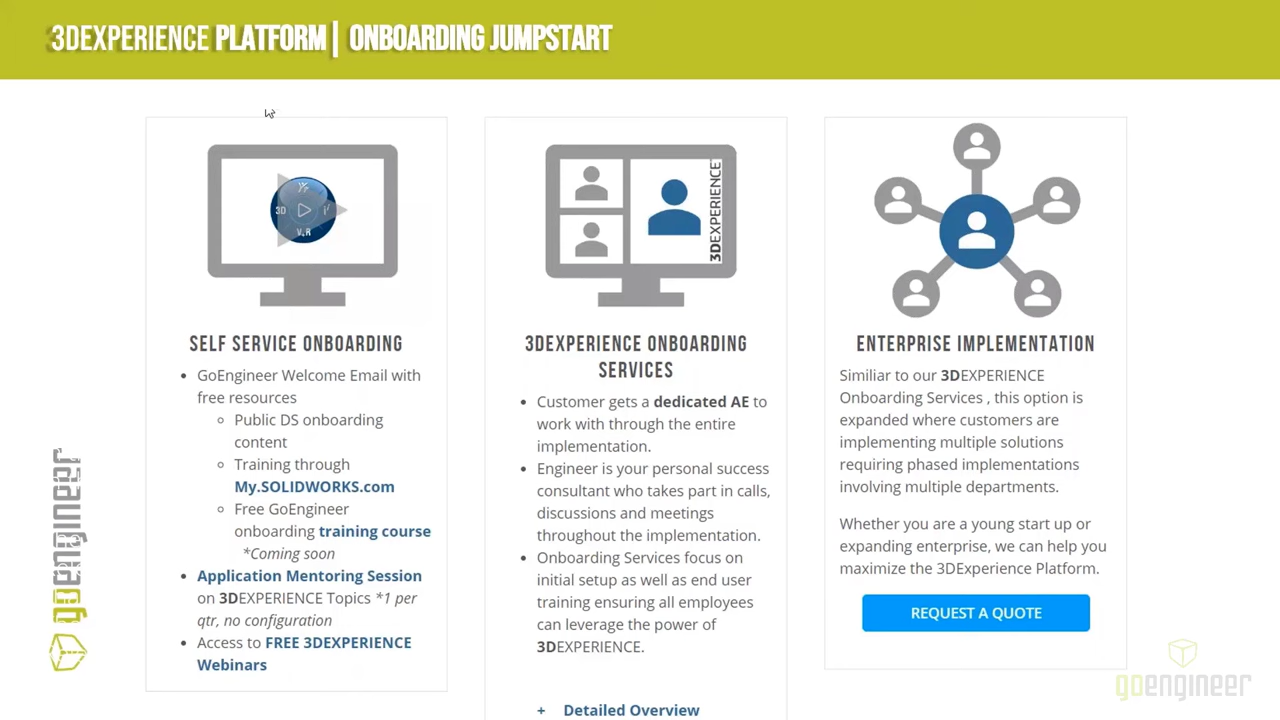 3DEXPERIENCE PLATFORM | ONBOARDING JUMPSTART
3D
V.R
SELF SERVICE ONBOARDING
• GoEngineer Welcome Email with
free resources
○ Public DS onboarding
content
○ Training through
My.SOLIDWORKS.com
○ Free GoEngineer
onboarding training course
*Coming soon
• Application Mentoring Session
on 3DEXPERIENCE Topics *1 per
qtr, no configuration
• Access to FREE 3DEXPERIENCE
Webinars
3DEXPERIENCE
3DEXPERIENCE ONBOARDING
SERVICES
• Customer gets a dedicated AE to
work with through the entire
implementation.
• Engineer is your personal success
consultant who takes part in calls,
discussions and meetings
throughout the implementation.
• Onboarding Services focus on
initial setup as well as end user
training ensuring all employees
can leverage the power of
3DEXPERIENCE.
+ Detailed Overview
ENTERPRISE IMPLEMENTATION
Similiar to our 3DEXPERIENCE
Onboarding Services , this option is
expanded where customers are
implementing multiple solutions
requiring phased implementations
involving multiple departments.
Whether you are a young start up or
expanding enterprise, we can help you
maximize the 3DExperience Platform.
REQUEST A QUOTE
goengineer
goengineer